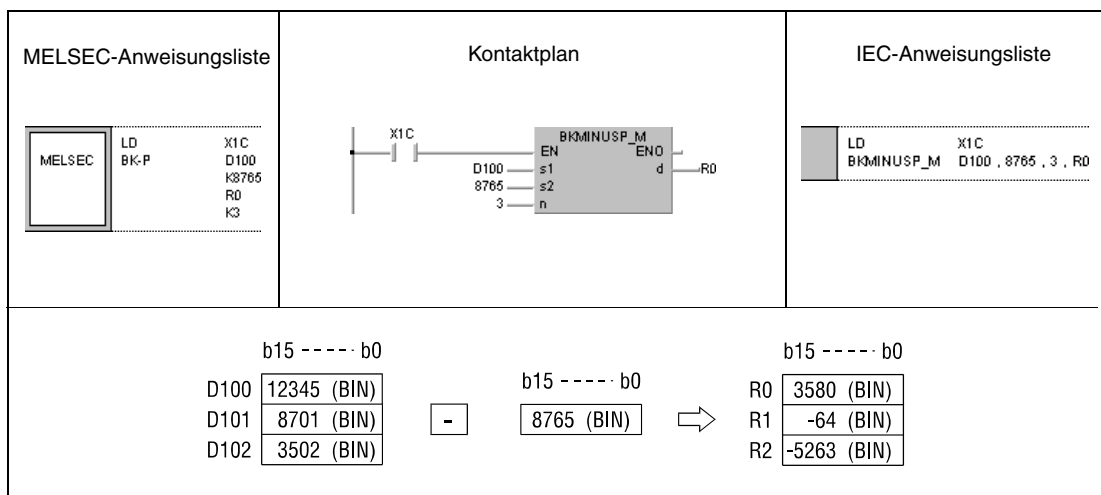 MELSEC-Anweisungsliste
MELSEC
LD X1C
BK-P D100
K8765
R0
K3
Kontaktplan
X1C
BKMINUSP_M
EN ENO
D100 s1 d R0
8765 s2
3 n
IEC-Anweisungsliste
LD X1C
BKMINUSP_M D100 , 8765 , 3 , R0
b15 - - - - - b0
D100 12345 (BIN)
D101 8701 (BIN)
D102 3502 (BIN)
-
b15 - - - - - b0
8765 (BIN)
b15 - - - - - b0
R0 3580 (BIN)
R1 -64 (BIN)
R2 -5263 (BIN)